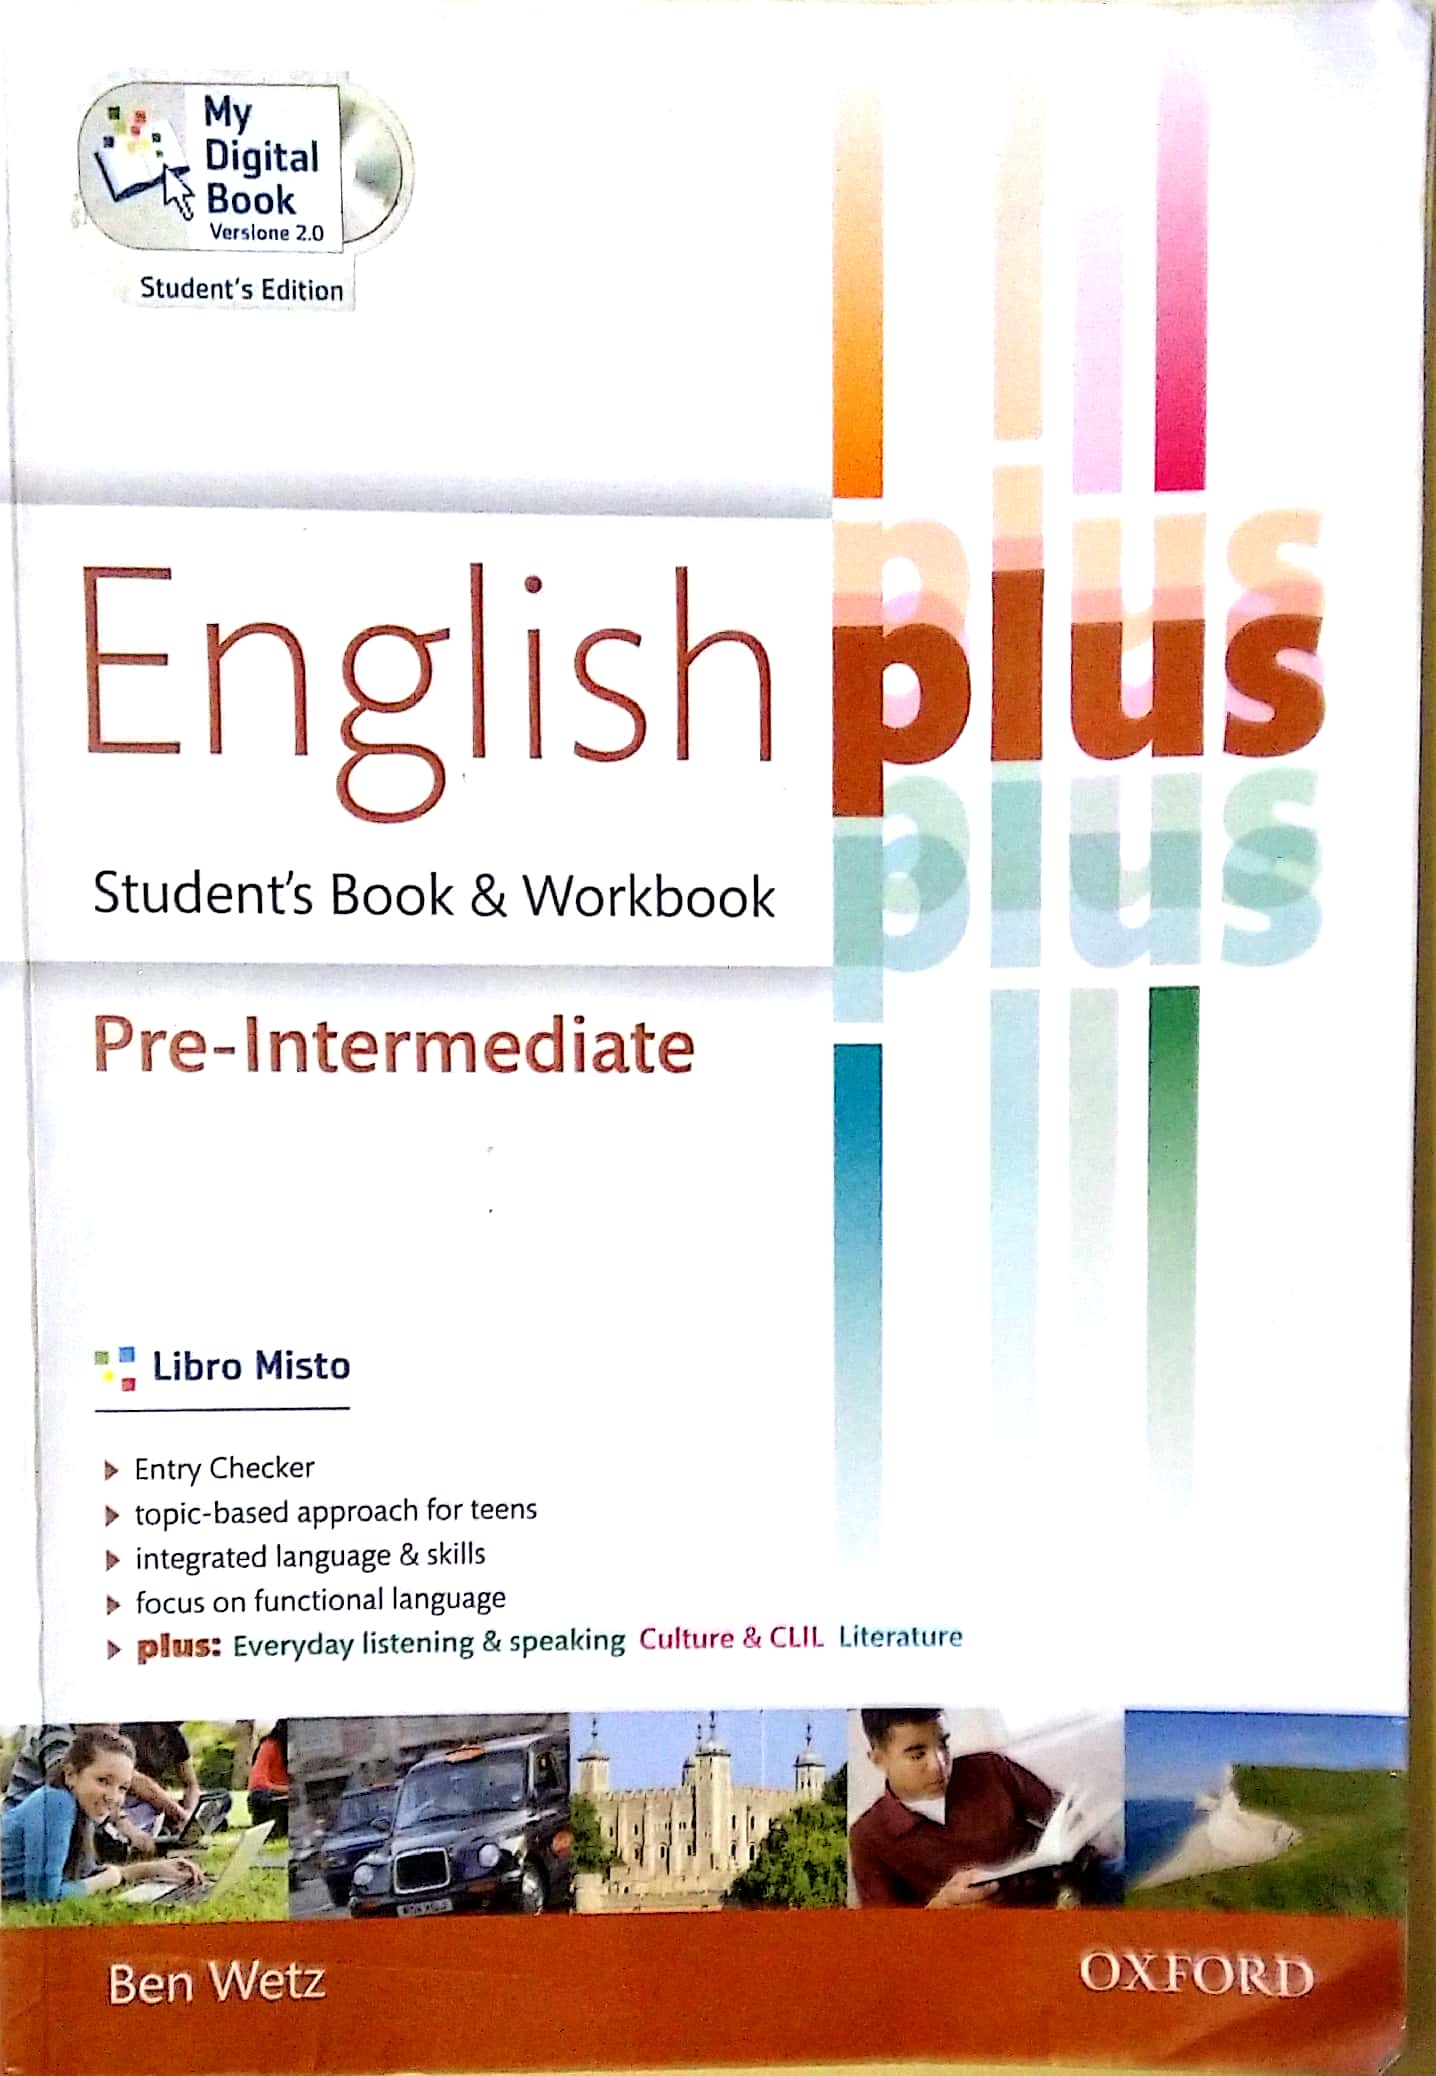 My
Digital
Book
Versione 2.0
Student's Edition
English plus
Student's Book & Workbook
Pre-Intermediate
Libro Misto
Entry Checker
topic-based approach for teens
integrated language & skills
focus on functional language
plus: Everyday listening & speaking Culture & CLIL Literature
Ben Wetz
OXFORD